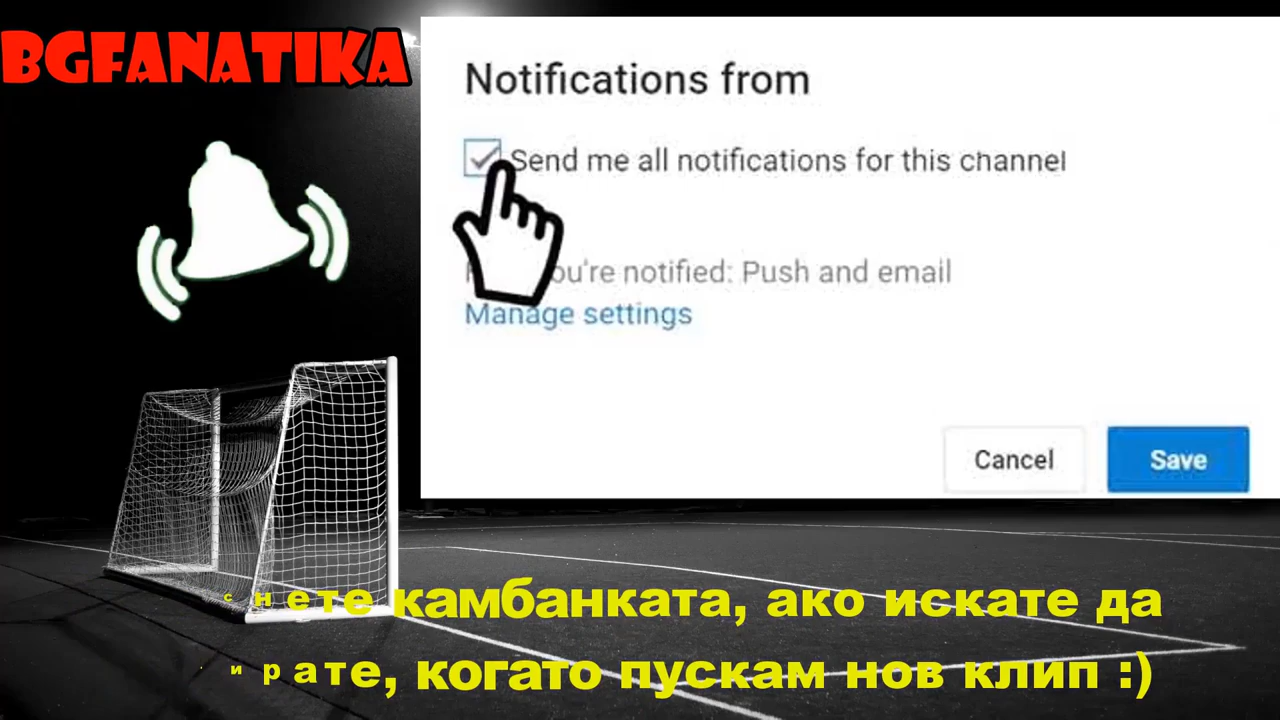 BGFANATIKA
Notifications from
Send me all notifications for this channel
you're notified: Push and email
Manage settings
Cancel
Save
камбанката, ако искате да
когато пускам нов клип :)